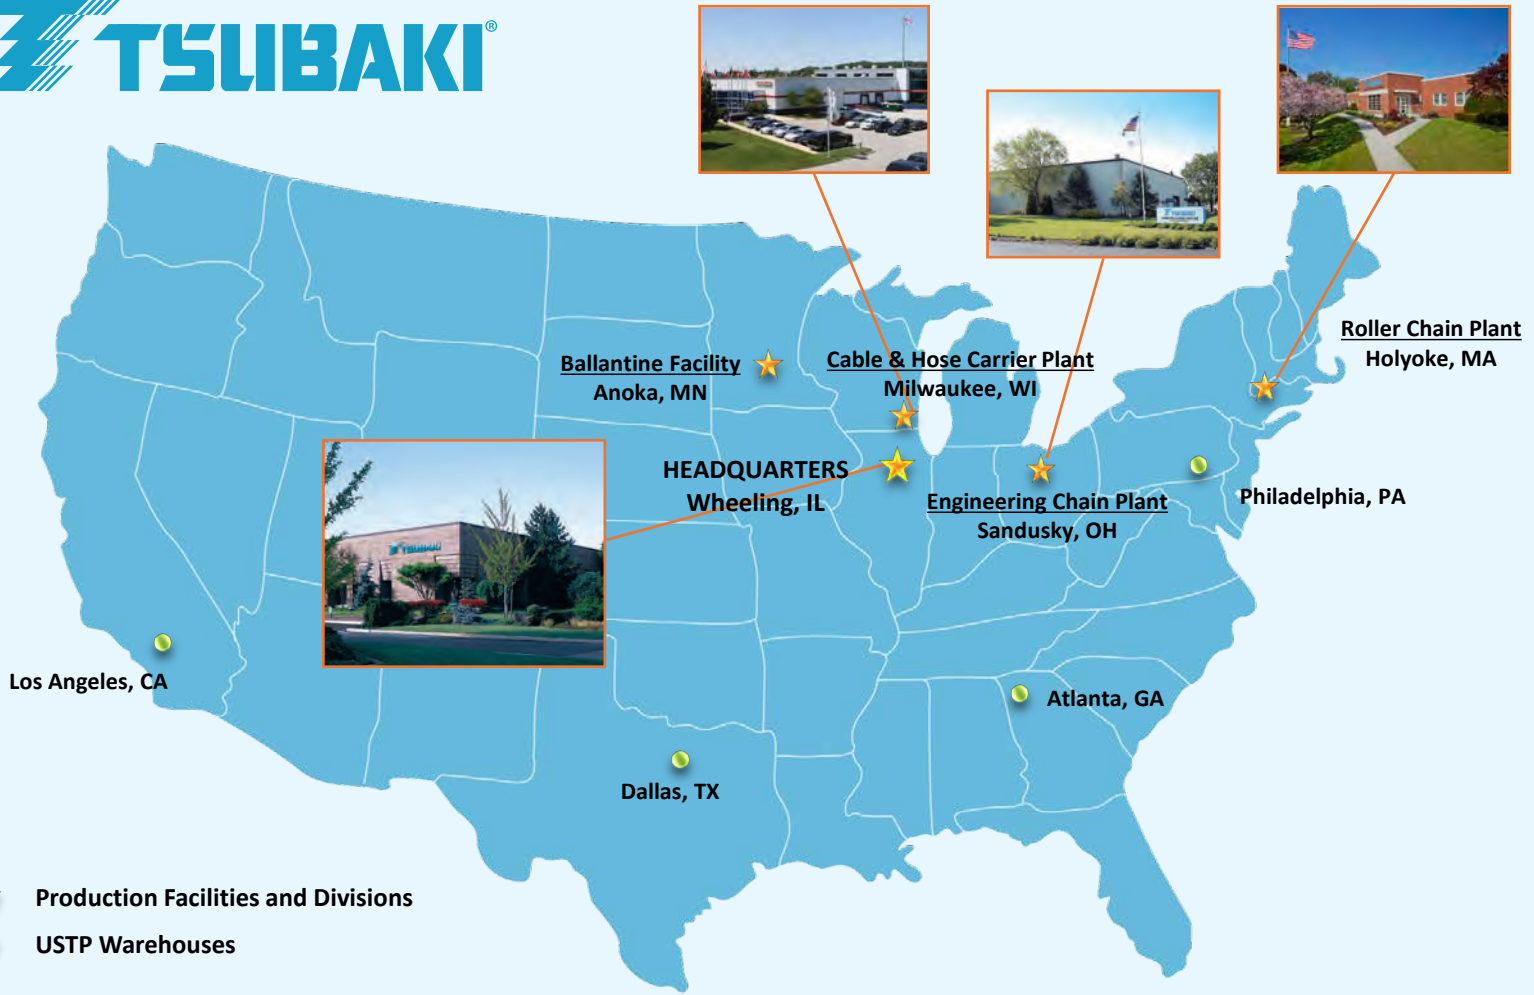 TSUBAKI®
Roller Chain Plant
Holyoke, MA
Ballantine Facility
Anoka, MN
Cable & Hose Carrier Plant
Milwaukee, WI
HEADQUARTERS
Wheeling, IL
Engineering Chain Plant
Sandusky, OH
Philadelphia, PA
TSUBAKI
TSUBAKI
Los Angeles, CA
Atlanta, GA
Dallas, TX
Production Facilities and Divisions
USTP Warehouses